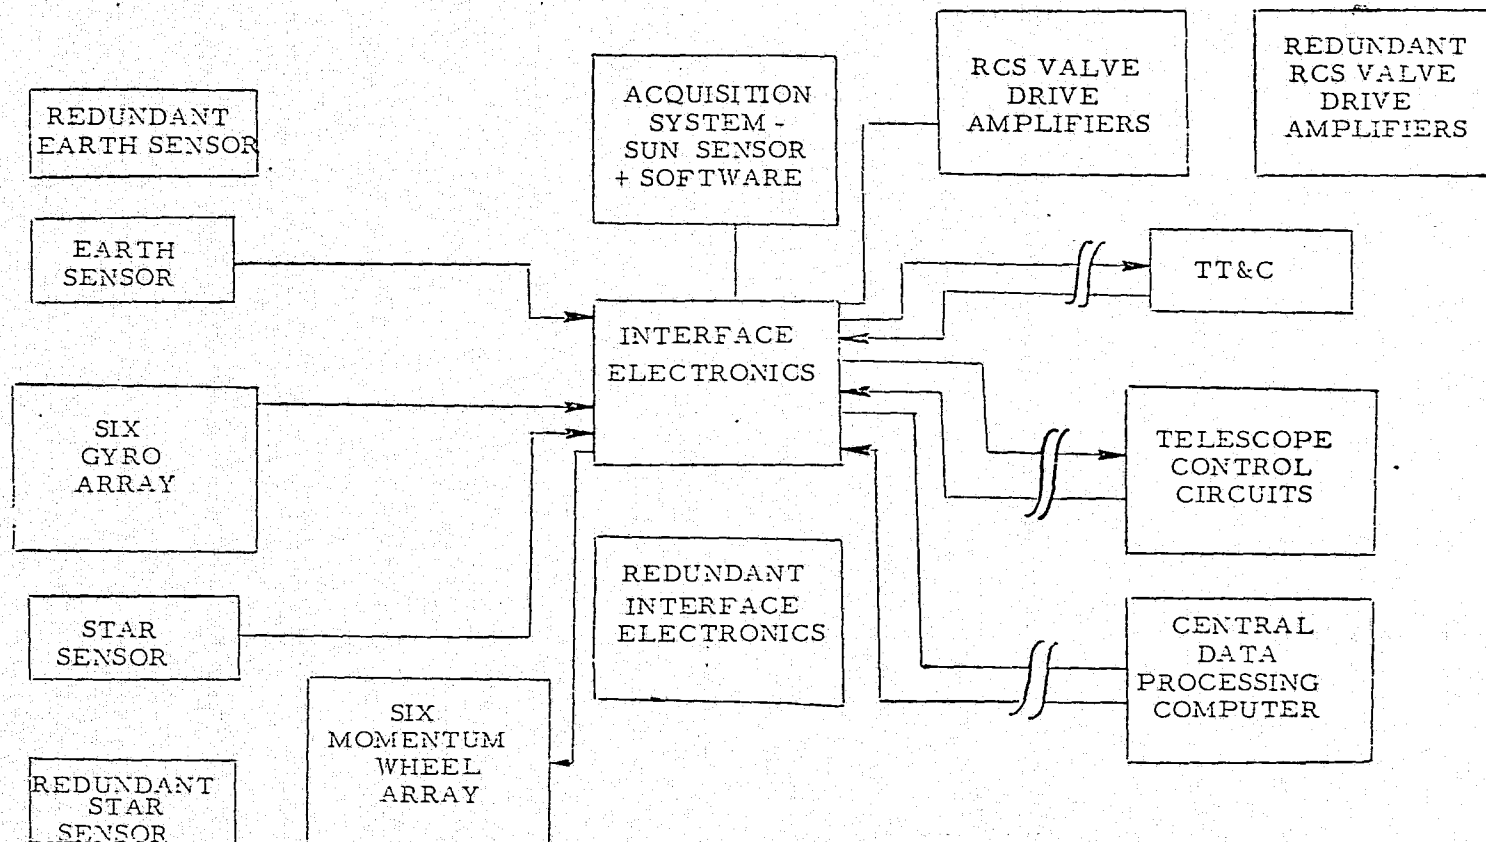 REDUNDANT
EARTH SENSOR
EARTH
SENSOR
SIX
GYRO
ARRAY
STAR
SENSOR
REDUNDANT
STAR
SENSOR
SIX
MOMENTUM
WHEEL
ARRAY
ACQUISITION
SYSTEM -
SUN SENSOR
+ SOFTWARE
INTERFACE
ELECTRONICS
REDUNDANT
INTERFACE
ELECTRONICS
RCS VALVE
DRIVE
AMPLIFIERS
REDUNDANT
RCS VALVE
DRIVE
AMPLIFIERS
TT&C
TELESCOPE
CONTROL
CIRCUITS
CENTRAL
DATA
PROCESSING
COMPUTER